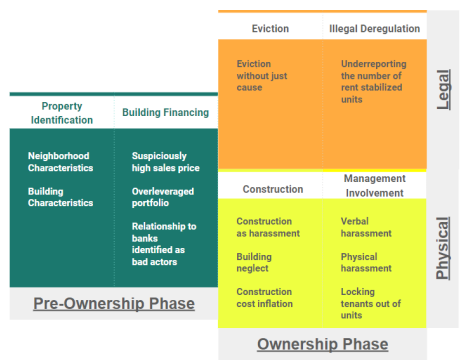 Eviction
Illegal Deregulation
Eviction
without just
cause
Underreporting
the number of
rent stabilized
units
Legal
Property
Identification
Building Financing
Neighborhood
Characteristics
Building
Characteristics
Suspiciously
high sales price
Overleveraged
portfolio
Relationship to
banks
identified as
bad actors
Pre-Ownership Phase
Construction
Management
Involvement
Construction
as harassment
Building
neglect
Construction
cost inflation
Verbal
harassment
Physical
harassment
Locking
tenants out of
units
Physical
Ownership Phase